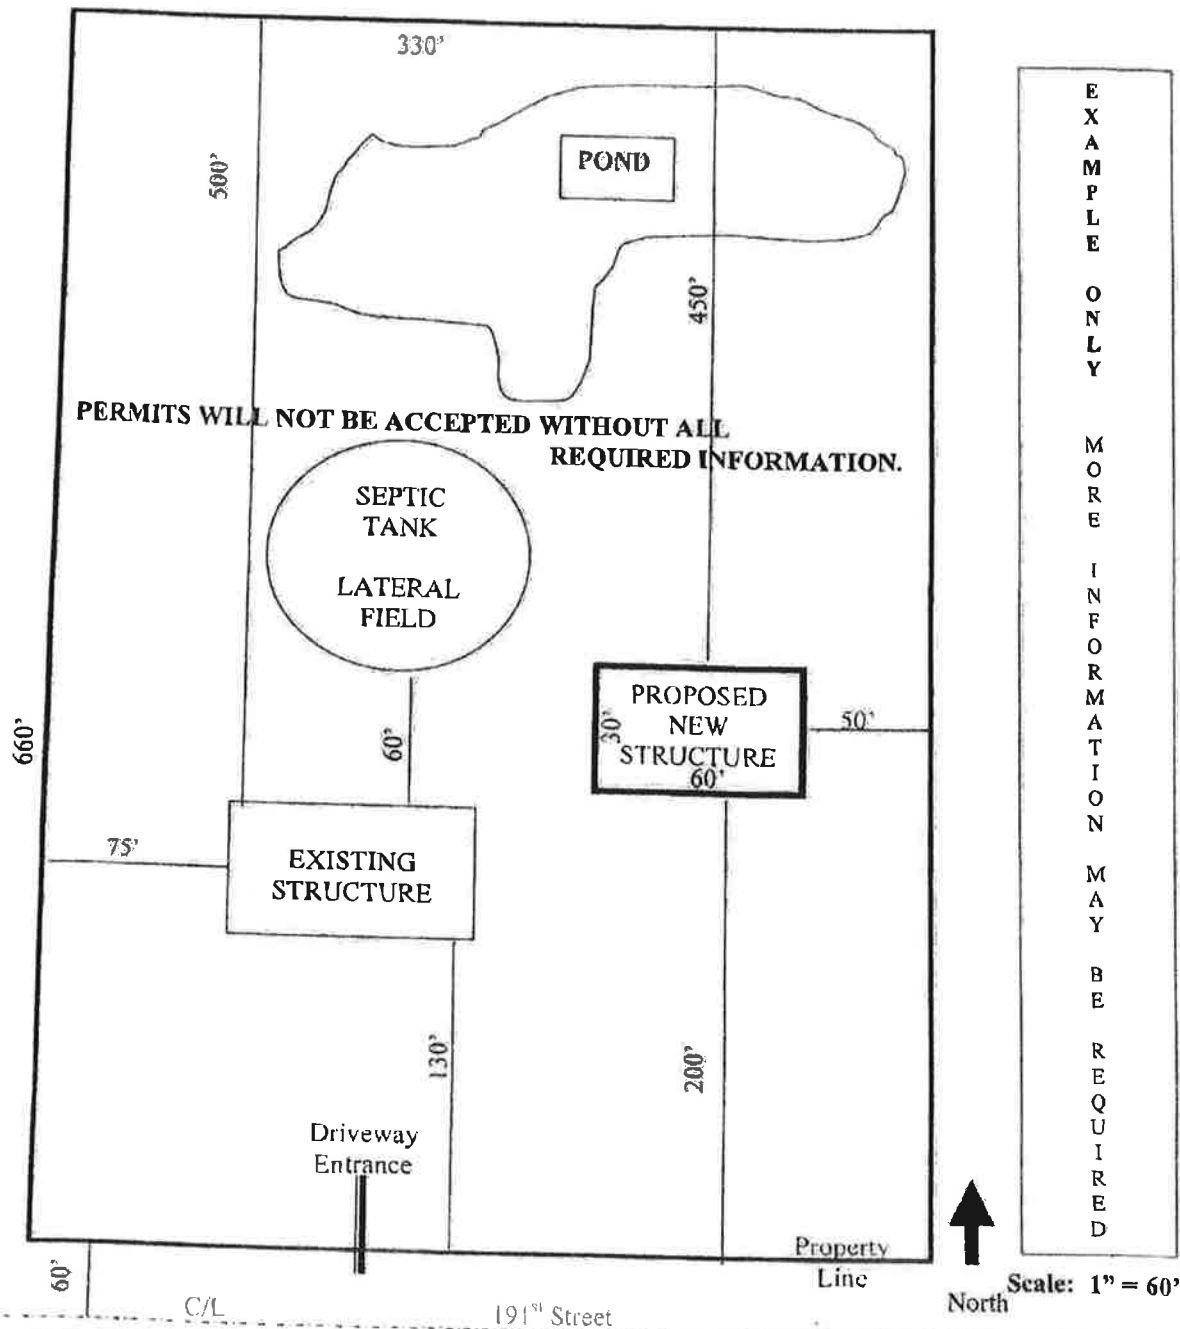 330'
500'
POND
450'
PERMITS WILL NOT BE ACCEPTED WITHOUT ALL
REQUIRED INFORMATION.
SEPTIC
TANK
LATERAL
FIELD
660'
60'
PROPOSED
NEW
STRUCTURE
30'
60'
50'
75'
EXISTING
STRUCTURE
130'
200'
Driveway
Entrance
Property
Line
60'
C/L
191st Street
North
Scale: 1" = 60'
EXAMPLE ONLY MORE INFORMATION MAY BE REQUIRED